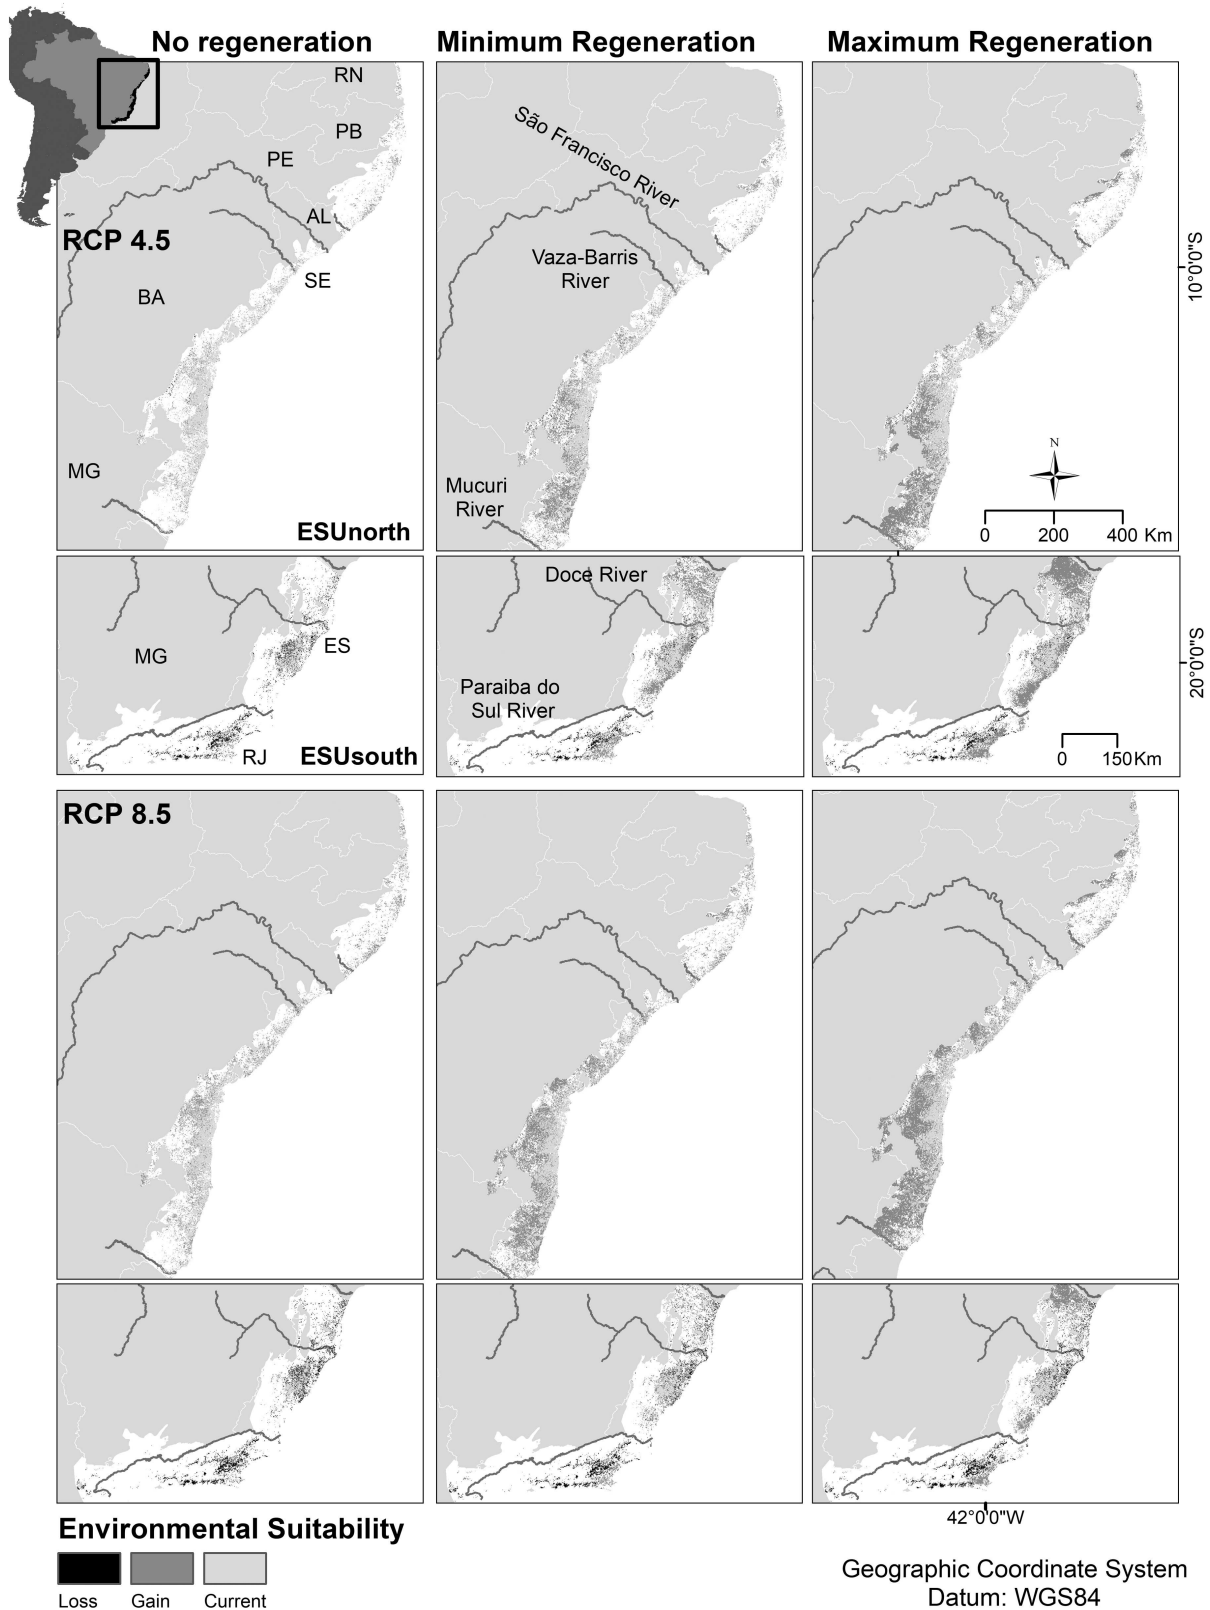 No regeneration
Minimum Regeneration
Maximum Regeneration
RN
PB
PE
AL
RCP 4.5
SE
BA
MG
ESUnorth
São Francisco River
Vaza-Barris
River
Mucuri
River
N
0 200 400 Km
10°0'0"S
MG
ES
RJ
ESUsouth
Doce River
Paraiba do
Sul River
0 150Km
20°0'0"S
RCP 8.5
42°0'0"W
Environmental Suitability
Loss Gain Current
Geographic Coordinate System
Datum: WGS84